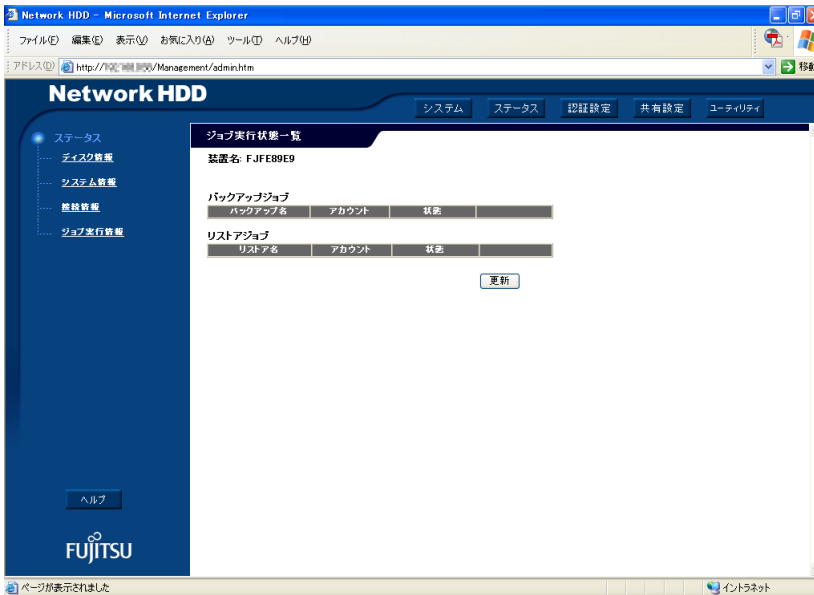 Network HDD - Microsoft Internet Explorer
ファイル(F) 編集(E) 表示(V) お気に入り(A) ツール(T) ヘルプ(H)
アドレス(D) http:// /Management/admin.htm 移動
Network HDD
システム ステータス 認証設定 共有設定 ユーティリティ
ステータス
ディスク情報
システム情報
接続情報
ジョブ実行情報
ジョブ実行状態一覧
装置名: FJFE89E9
バックアップジョブ
バックアップ名 アカウント 状態
リストアジョブ
リストア名 アカウント 状態
更新
ヘルプ
FUJITSU
ページが表示されました イントラネット